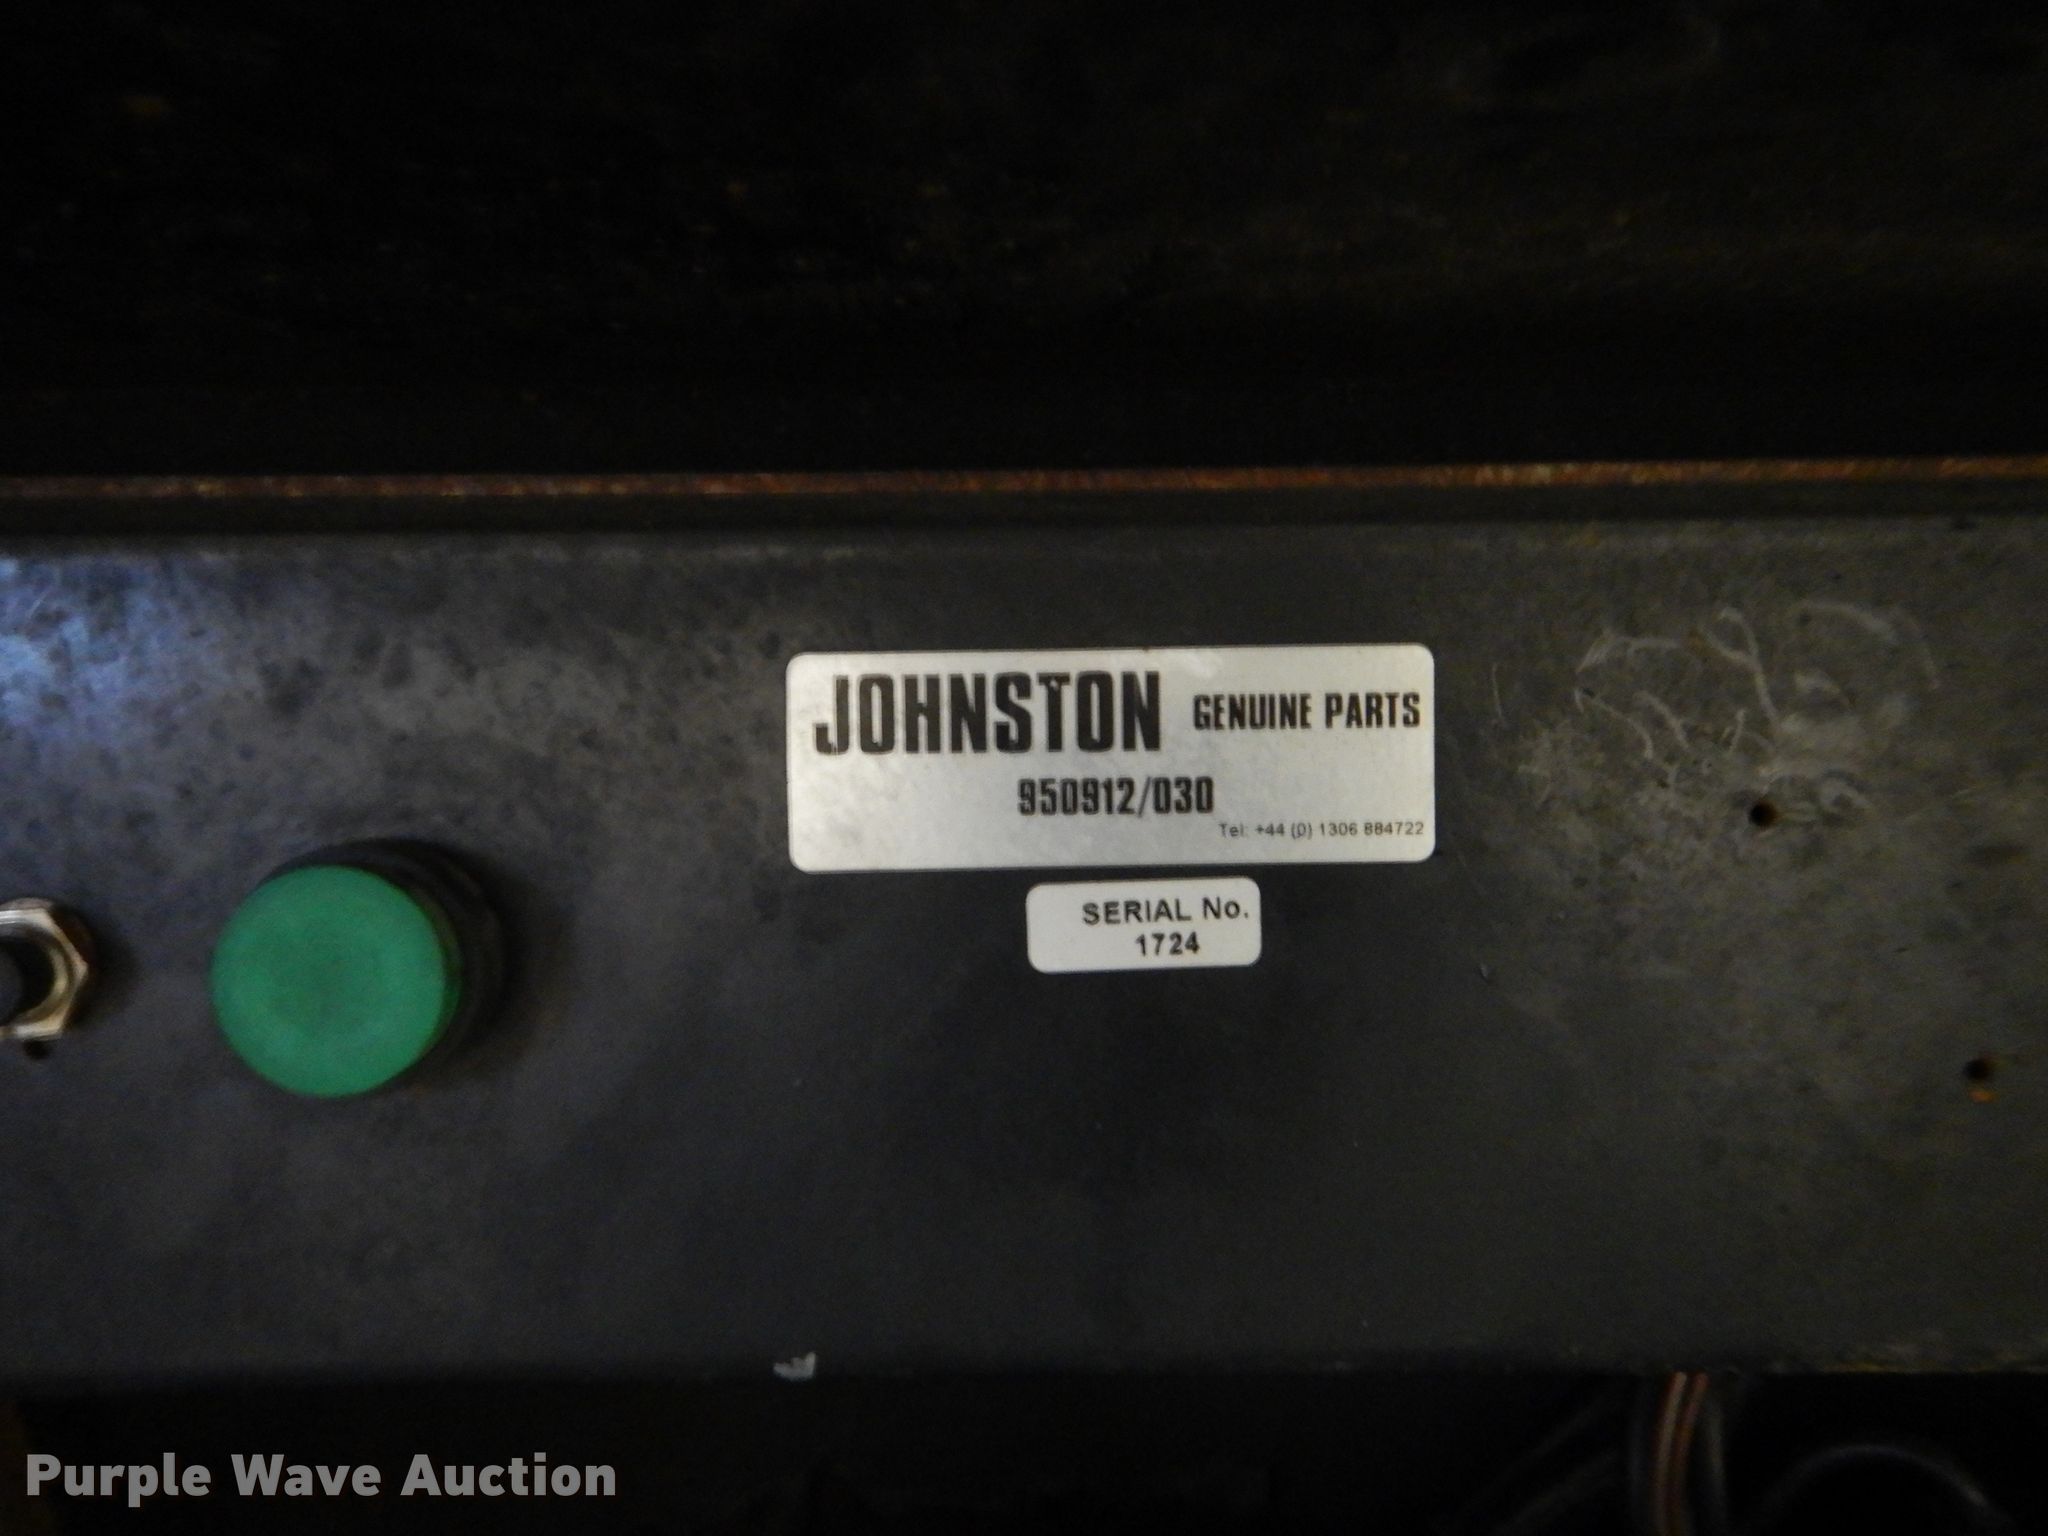 JOHNSTON GENUINE PARTS
950912/030
Tel: +44 (0) 1306 884722
SERIAL No.
1724
Purple Wave Auction